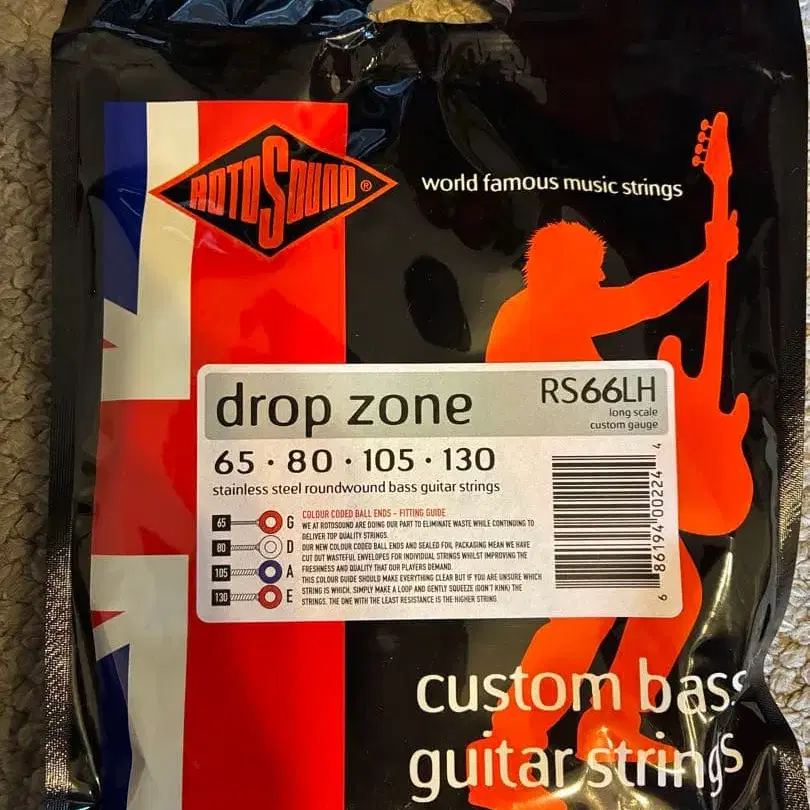 ROTOSOUND®
world famous music strings
drop zone
RS66LH
long scale
custom gauge
65 · 80 · 105 · 130
stainless steel roundwound bass guitar strings
65 G
80 D
105 A
130 E
COLOUR CODED BALL ENDS - FITTING GUIDE
WE AT ROTOSOUND ARE DOING OUR PART TO ELIMINATE WASTE WHILE CONTINUING TO
DELIVER TOP QUALITY STRINGS.
OUR NEW COLOUR CODED BALL ENDS AND SEALED FOIL PACKAGING MEAN WE HAVE
CUT OUT WASTEFUL ENVELOPES FOR INDIVIDUAL STRINGS WHILST IMPROVING THE
FRESHNESS AND QUALITY THAT OUR PLAYERS DEMAND.
THIS COLOUR GUIDE SHOULD MAKE EVERYTHING CLEAR BUT IF YOU ARE UNSURE WHICH
STRING IS WHICH, SIMPLY MAKE A LOOP AND GENTLY SQUEEZE (DON'T KINK) THE
STRINGS. THE ONE WITH THE LEAST RESISTANCE IS THE HIGHER STRING.
6 86194 00224 4
custom bass
guitar strings